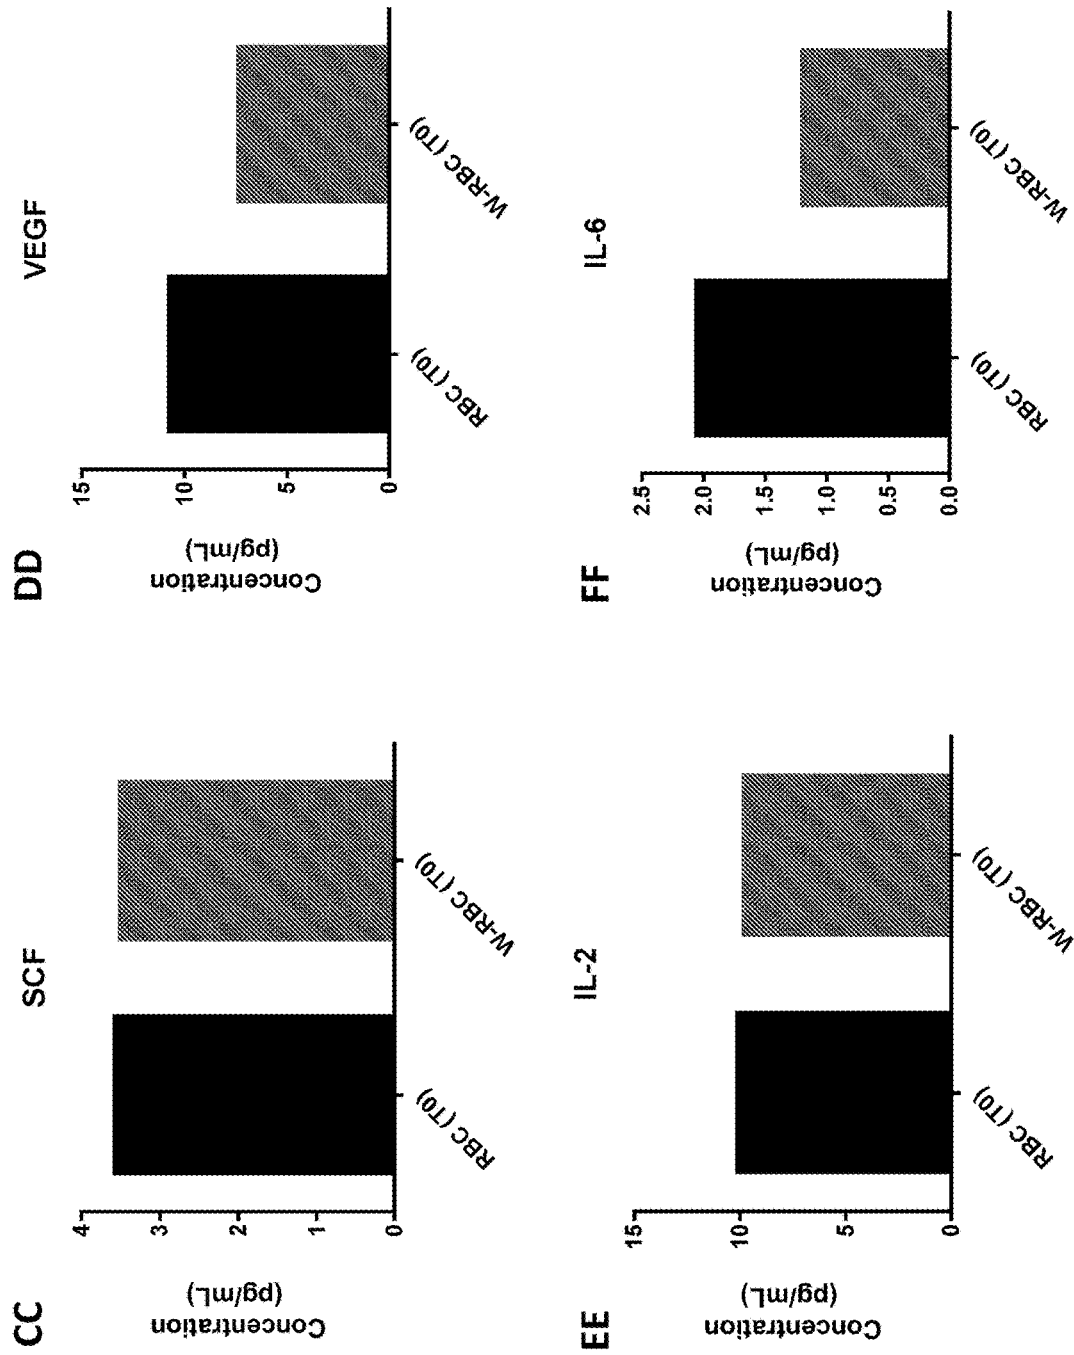 CC
SCF
Concentration
(pg/mL)
4
3
2
1
0
RBC (T0)
W-RBC (T0)
DD
VEGF
Concentration
(pg/mL)
15
10
5
0
RBC (T0)
W-RBC (T0)
EE
IL-2
Concentration
(pg/mL)
15
10
5
0
RBC (T0)
W-RBC (T0)
FF
IL-6
Concentration
(pg/mL)
2.5
2.0
1.5
1.0
0.5
0.0
RBC (T0)
W-RBC (T0)